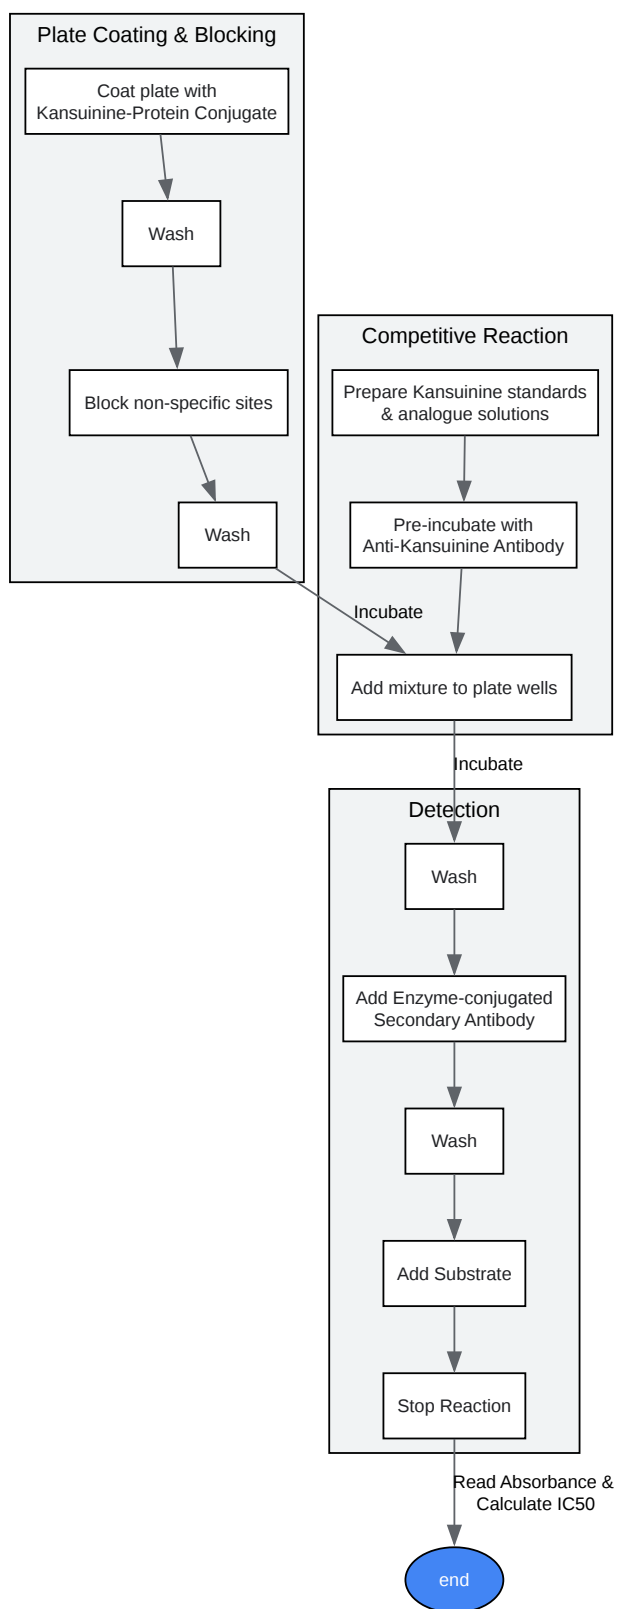 Plate Coating & Blocking
Coat plate with
Kansuinine-Protein Conjugate
Wash
Block non-specific sites
Wash
Competitive Reaction
Prepare Kansuinine standards
& analogue solutions
Pre-incubate with
Anti-Kansuinine Antibody
Incubate
Add mixture to plate wells
Incubate
Detection
Wash
Add Enzyme-conjugated
Secondary Antibody
Wash
Add Substrate
Stop Reaction
Read Absorbance &
Calculate IC50
end